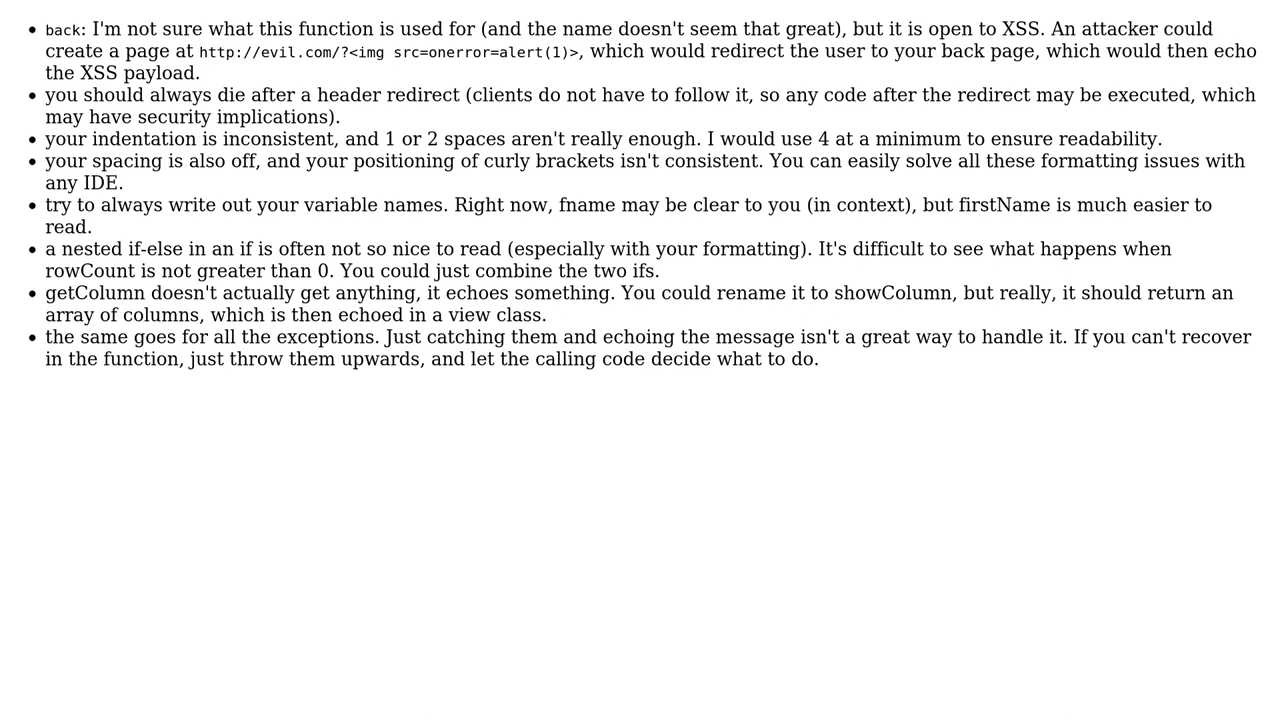 • back: I'm not sure what this function is used for (and the name doesn't seem that great), but it is open to XSS. An attacker could
create a page at http://evil.com/?<img src=onerror=alert(1)>, which would redirect the user to your back page, which would then echo
the XSS payload.
• you should always die after a header redirect (clients do not have to follow it, so any code after the redirect may be executed, which
may have security implications).
• your indentation is inconsistent, and 1 or 2 spaces aren't really enough. I would use 4 at a minimum to ensure readability.
• your spacing is also off, and your positioning of curly brackets isn't consistent. You can easily solve all these formatting issues with
any IDE.
• try to always write out your variable names. Right now, fname may be clear to you (in context), but firstName is much easier to
read.
• a nested if-else in an if is often not so nice to read (especially with your formatting). It's difficult to see what happens when
rowCount is not greater than 0. You could just combine the two ifs.
• getColumn doesn't actually get anything, it echoes something. You could rename it to showColumn, but really, it should return an
array of columns, which is then echoed in a view class.
• the same goes for all the exceptions. Just catching them and echoing the message isn't a great way to handle it. If you can't recover
in the function, just throw them upwards, and let the calling code decide what to do.